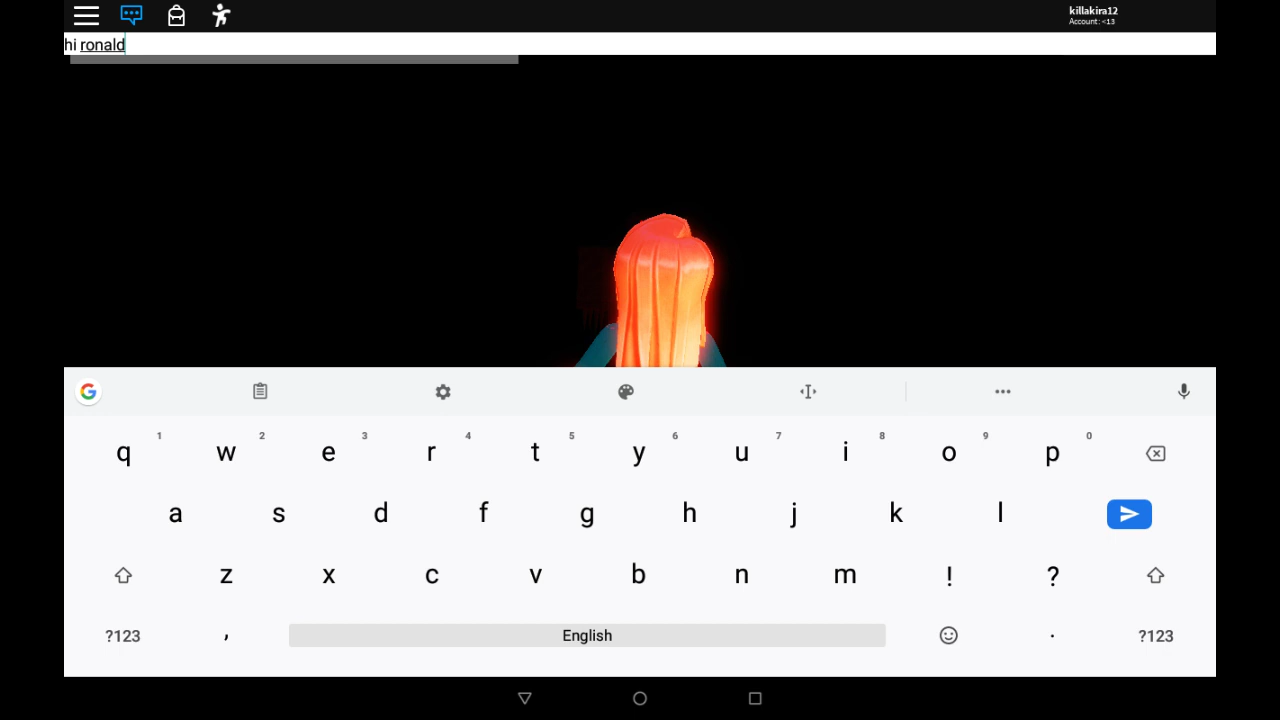 killakira12
Account: <13
hi ronald
1 2 3 4 5 6 7 8 9 0
q w e r t y u i o p
a s d f g h j k l
z x c v b n m ! ?
?123 , English . ?123